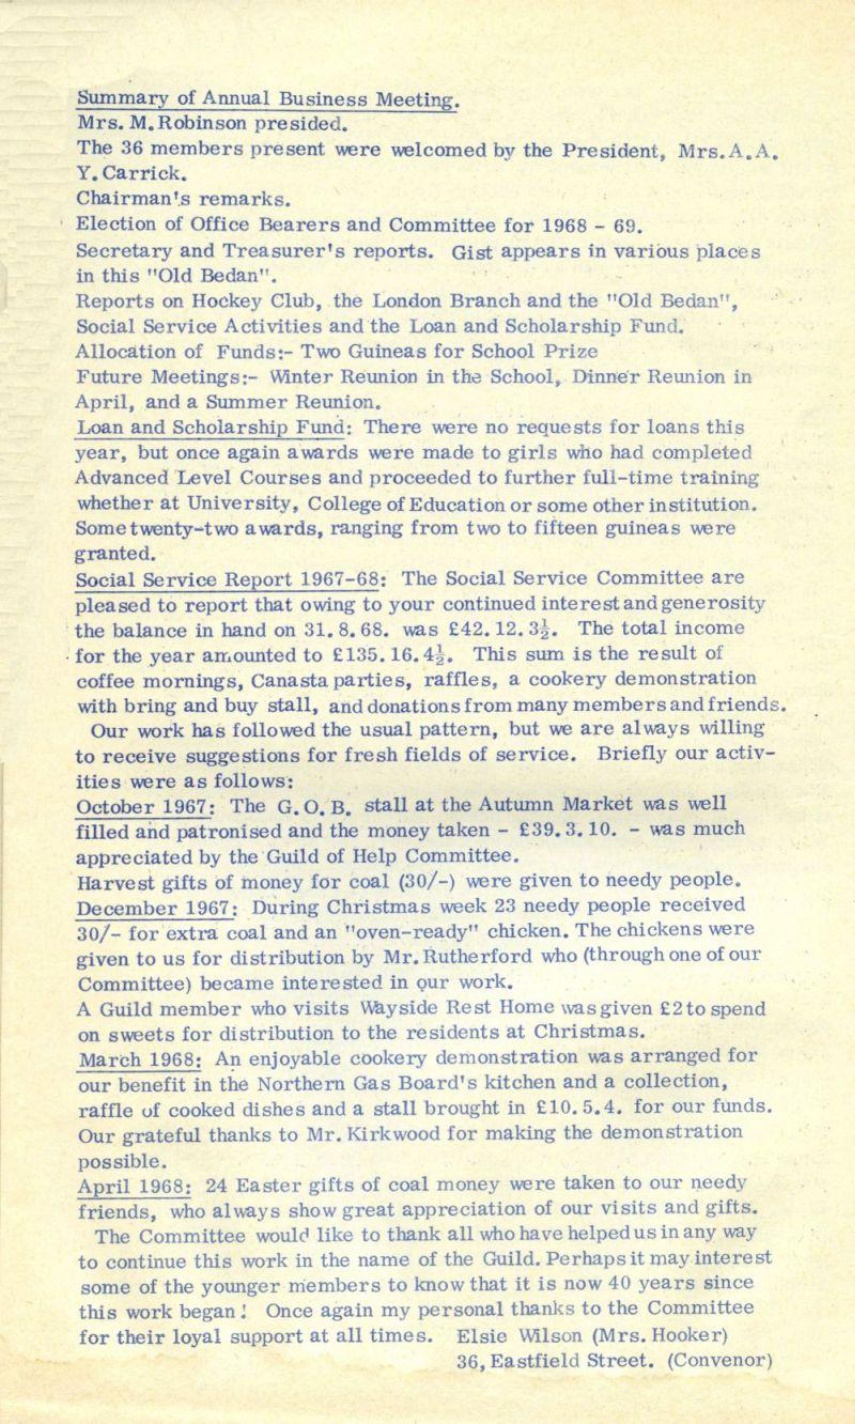 Summary of Annual Business Meeting.
Mrs. M. Robinson presided.
The 36 members present were welcomed by the President, Mrs. A. A.
Y. Carrick.
Chairman's remarks.
Election of Office Bearers and Committee for 1968 - 69.
Secretary and Treasurer's reports. Gist appears in various places
in this "Old Bedan".
Reports on Hockey Club, the London Branch and the "Old Bedan",
Social Service Activities and the Loan and Scholarship Fund.
Allocation of Funds:- Two Guineas for School Prize
Future Meetings:- Winter Reunion in the School, Dinner Reunion in
April, and a Summer Reunion.
Loan and Scholarship Fund: There were no requests for loans this
year, but once again awards were made to girls who had completed
Advanced Level Courses and proceeded to further full-time training
whether at University, College of Education or some other institution.
Some twenty-two awards, ranging from two to fifteen guineas were
granted.
Social Service Report 1967-68: The Social Service Committee are
pleased to report that owing to your continued interest and generosity
the balance in hand on 31. 8. 68. was £42. 12. 3½. The total income
for the year amounted to £135. 16. 4½. This sum is the result of
coffee mornings, Canasta parties, raffles, a cookery demonstration
with bring and buy stall, and donations from many members and friends.
Our work has followed the usual pattern, but we are always willing
to receive suggestions for fresh fields of service. Briefly our activ-
ities were as follows:
October 1967: The G. O. B. stall at the Autumn Market was well
filled and patronised and the money taken - £39. 3. 10. - was much
appreciated by the Guild of Help Committee.
Harvest gifts of money for coal (30/-) were given to needy people.
December 1967: During Christmas week 23 needy people received
30/- for extra coal and an "oven-ready" chicken. The chickens were
given to us for distribution by Mr. Rutherford who (through one of our
Committee) became interested in our work.
A Guild member who visits Wayside Rest Home was given £2 to spend
on sweets for distribution to the residents at Christmas.
March 1968: An enjoyable cookery demonstration was arranged for
our benefit in the Northern Gas Board's kitchen and a collection,
raffle of cooked dishes and a stall brought in £10. 5. 4. for our funds.
Our grateful thanks to Mr. Kirkwood for making the demonstration
possible.
April 1968: 24 Easter gifts of coal money were taken to our needy
friends, who always show great appreciation of our visits and gifts.
The Committee would like to thank all who have helped us in any way
to continue this work in the name of the Guild. Perhaps it may interest
some of the younger members to know that it is now 40 years since
this work began! Once again my personal thanks to the Committee
for their loyal support at all times. Elsie Wilson (Mrs. Hooker)
36, Eastfield Street. (Convenor)